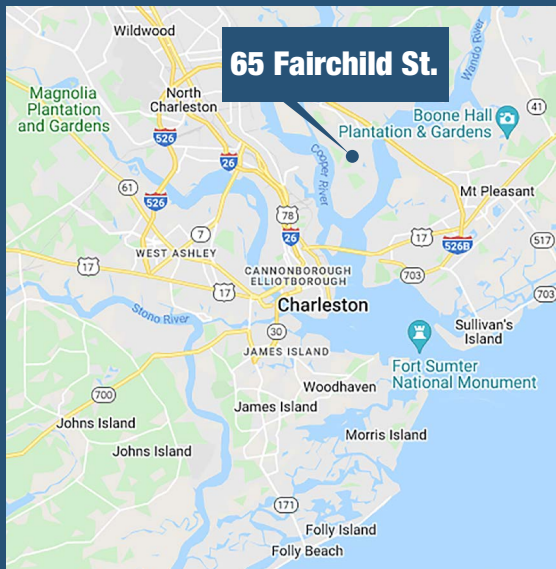 Wildwood
65 Fairchild St.
Magnolia
Plantation
and Gardens
North
Charleston
526
26
Cooper River
Wando River
41
Boone Hall
Plantation & Gardens
61
526
78
Mt Pleasant
7
26
17
526B
517
WEST ASHLEY
17
703
CANNONBOROUGH
ELLIOTBOROUGH
17
703
Charleston
Stono River
30
Sullivan's
Island
JAMES ISLAND
Fort Sumter
National Monument
Woodhaven
700
James Island
Johns Island
Morris Island
Johns Island
171
Folly Island
Folly Beach